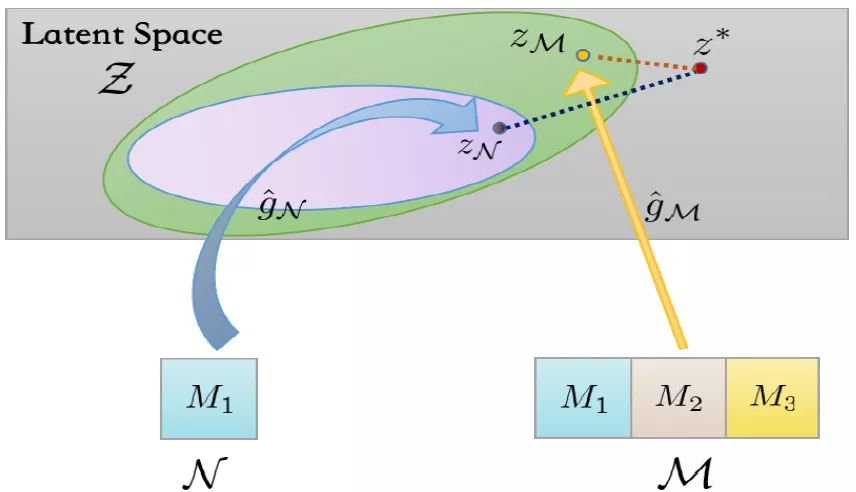 Latent Space
𝒵
z_ℳ
z*
z_𝒩
ĝ_𝒩
ĝ_ℳ
M₁
M₁ M₂ M₃
𝒩
ℳ